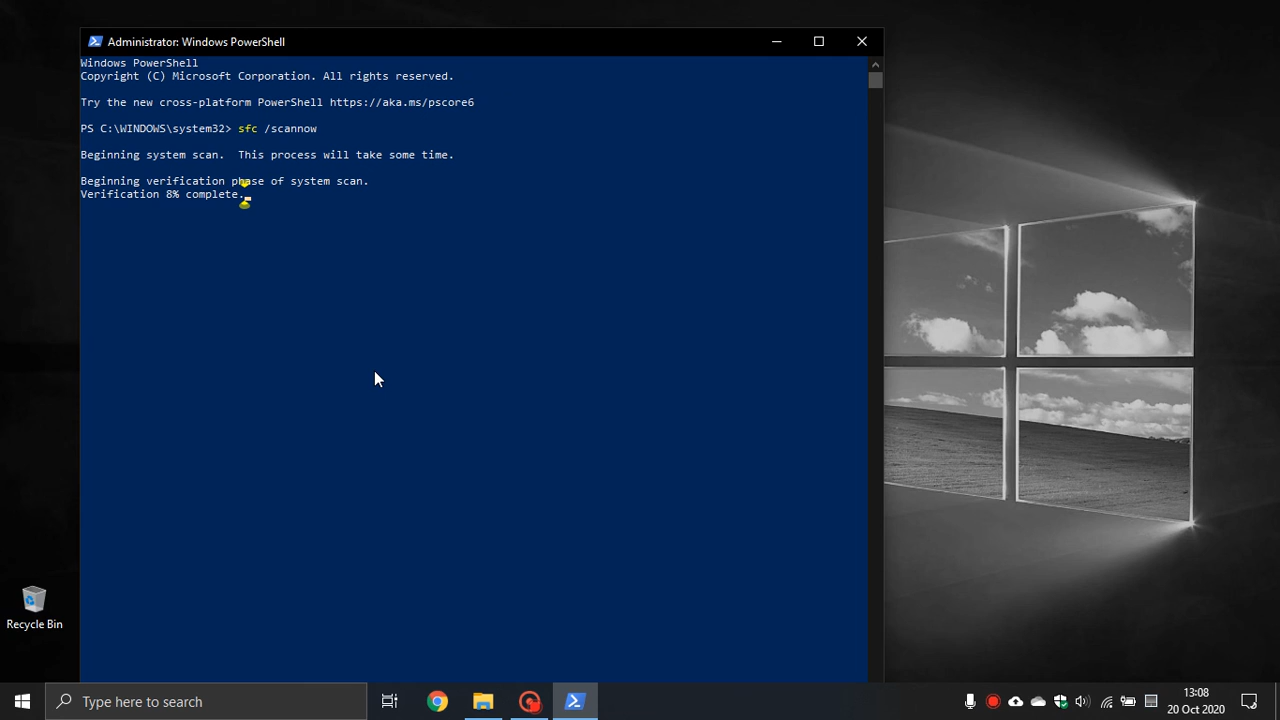 Administrator: Windows PowerShell
Windows PowerShell
Copyright (C) Microsoft Corporation. All rights reserved.
Try the new cross-platform PowerShell https://aka.ms/pscore6
PS C:\WINDOWS\system32> sfc /scannow
Beginning system scan.  This process will take some time.
Beginning verification phase of system scan.
Verification 8% complete.
Recycle Bin
Type here to search
13:08
20 Oct 2020